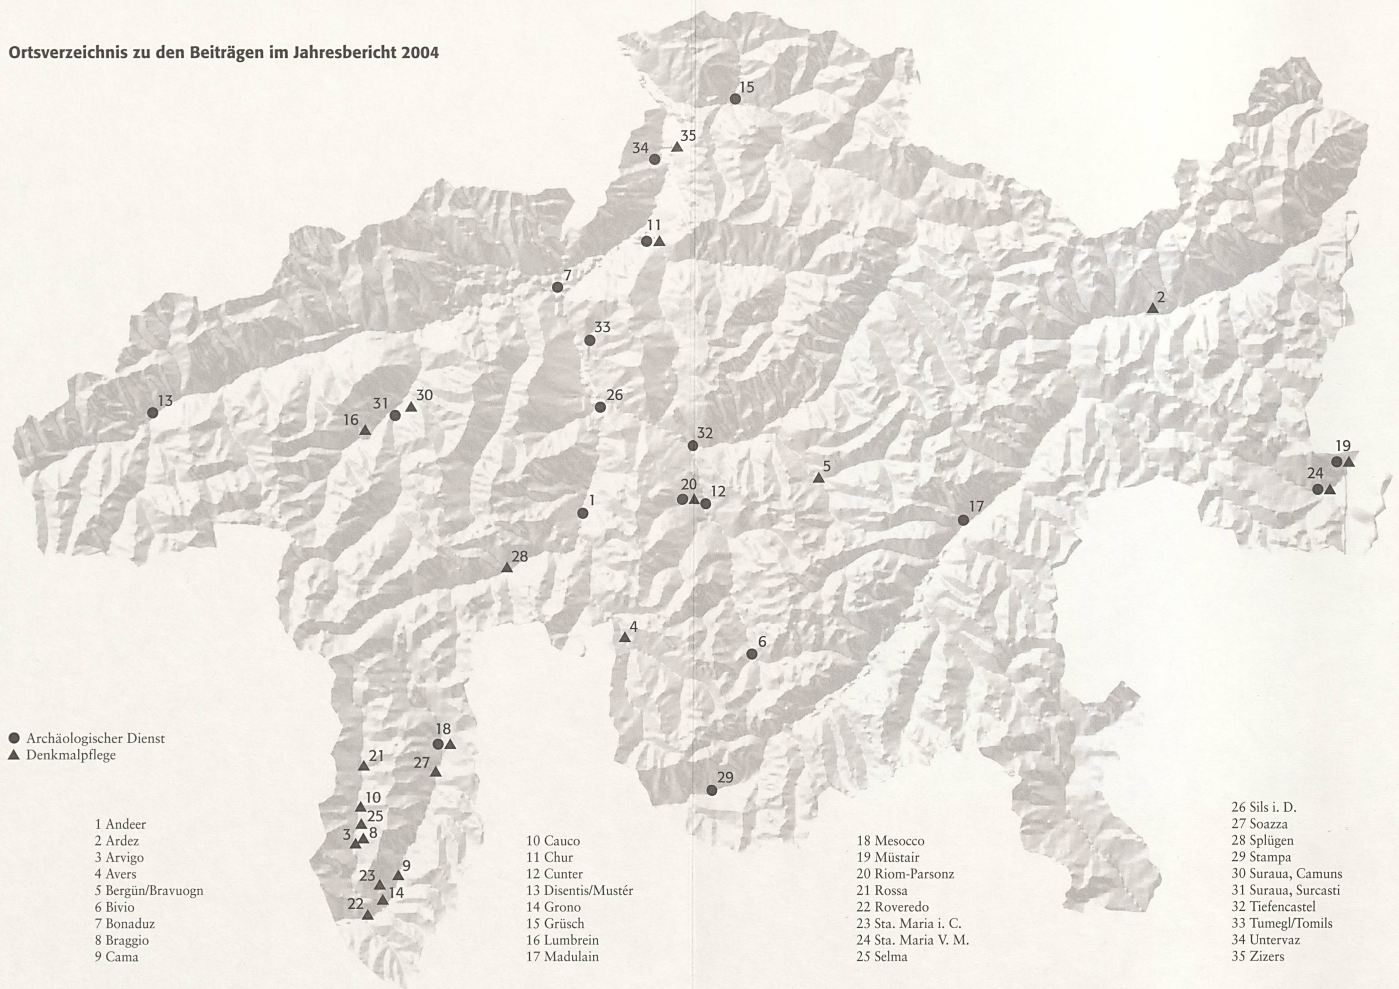 Ortsverzeichnis zu den Beiträgen im Jahresbericht 2004
15
35
34
11
7
2
33
13
31
30
26
16
32
19
5
24
20
12
1
17
28
4
6
18
21
27
29
10
25
3
8
9
23
14
22
Archäologischer Dienst
Denkmalpflege
1 Andeer
2 Ardez
3 Arvigo
4 Avers
5 Bergün/Bravuogn
6 Bivio
7 Bonaduz
8 Braggio
9 Cama
10 Cauco
11 Chur
12 Cunter
13 Disentis/Mustér
14 Grono
15 Grüsch
16 Lumbrein
17 Madulain
18 Mesocco
19 Müstair
20 Riom-Parsonz
21 Rossa
22 Roveredo
23 Sta. Maria i. C.
24 Sta. Maria V. M.
25 Selma
26 Sils i. D.
27 Soazza
28 Splügen
29 Stampa
30 Suraua, Camuns
31 Suraua, Surcasti
32 Tiefencastel
33 Tumegl/Tomils
34 Untervaz
35 Zizers